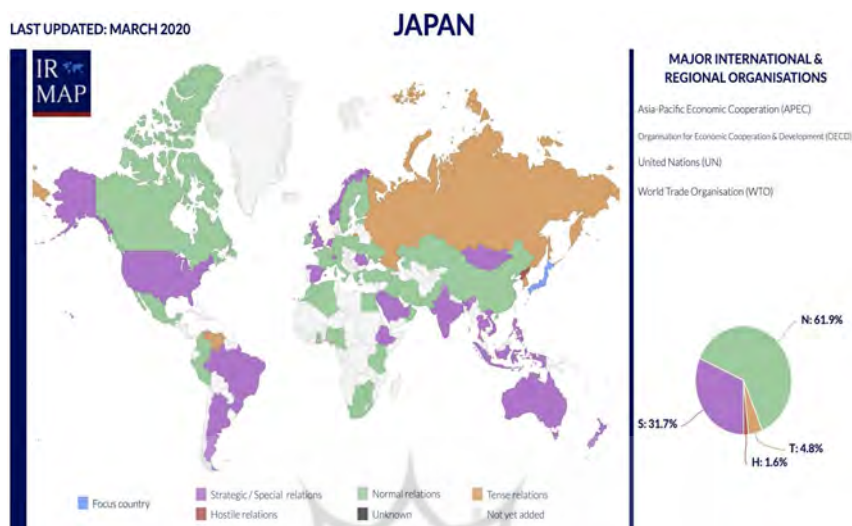 LAST UPDATED: MARCH 2020
JAPAN
IR
MAP
MAJOR INTERNATIONAL &
REGIONAL ORGANISATIONS
Asia-Pacific Economic Cooperation (APEC)
Organisation for Economic Cooperation & Development (OECD)
United Nations (UN)
World Trade Organisation (WTO)
N: 61.9%
S: 31.7%
T: 4.8%
H: 1.6%
Focus country
Strategic / Special relations
Normal relations
Tense relations
Hostile relations
Unknown
Not yet added